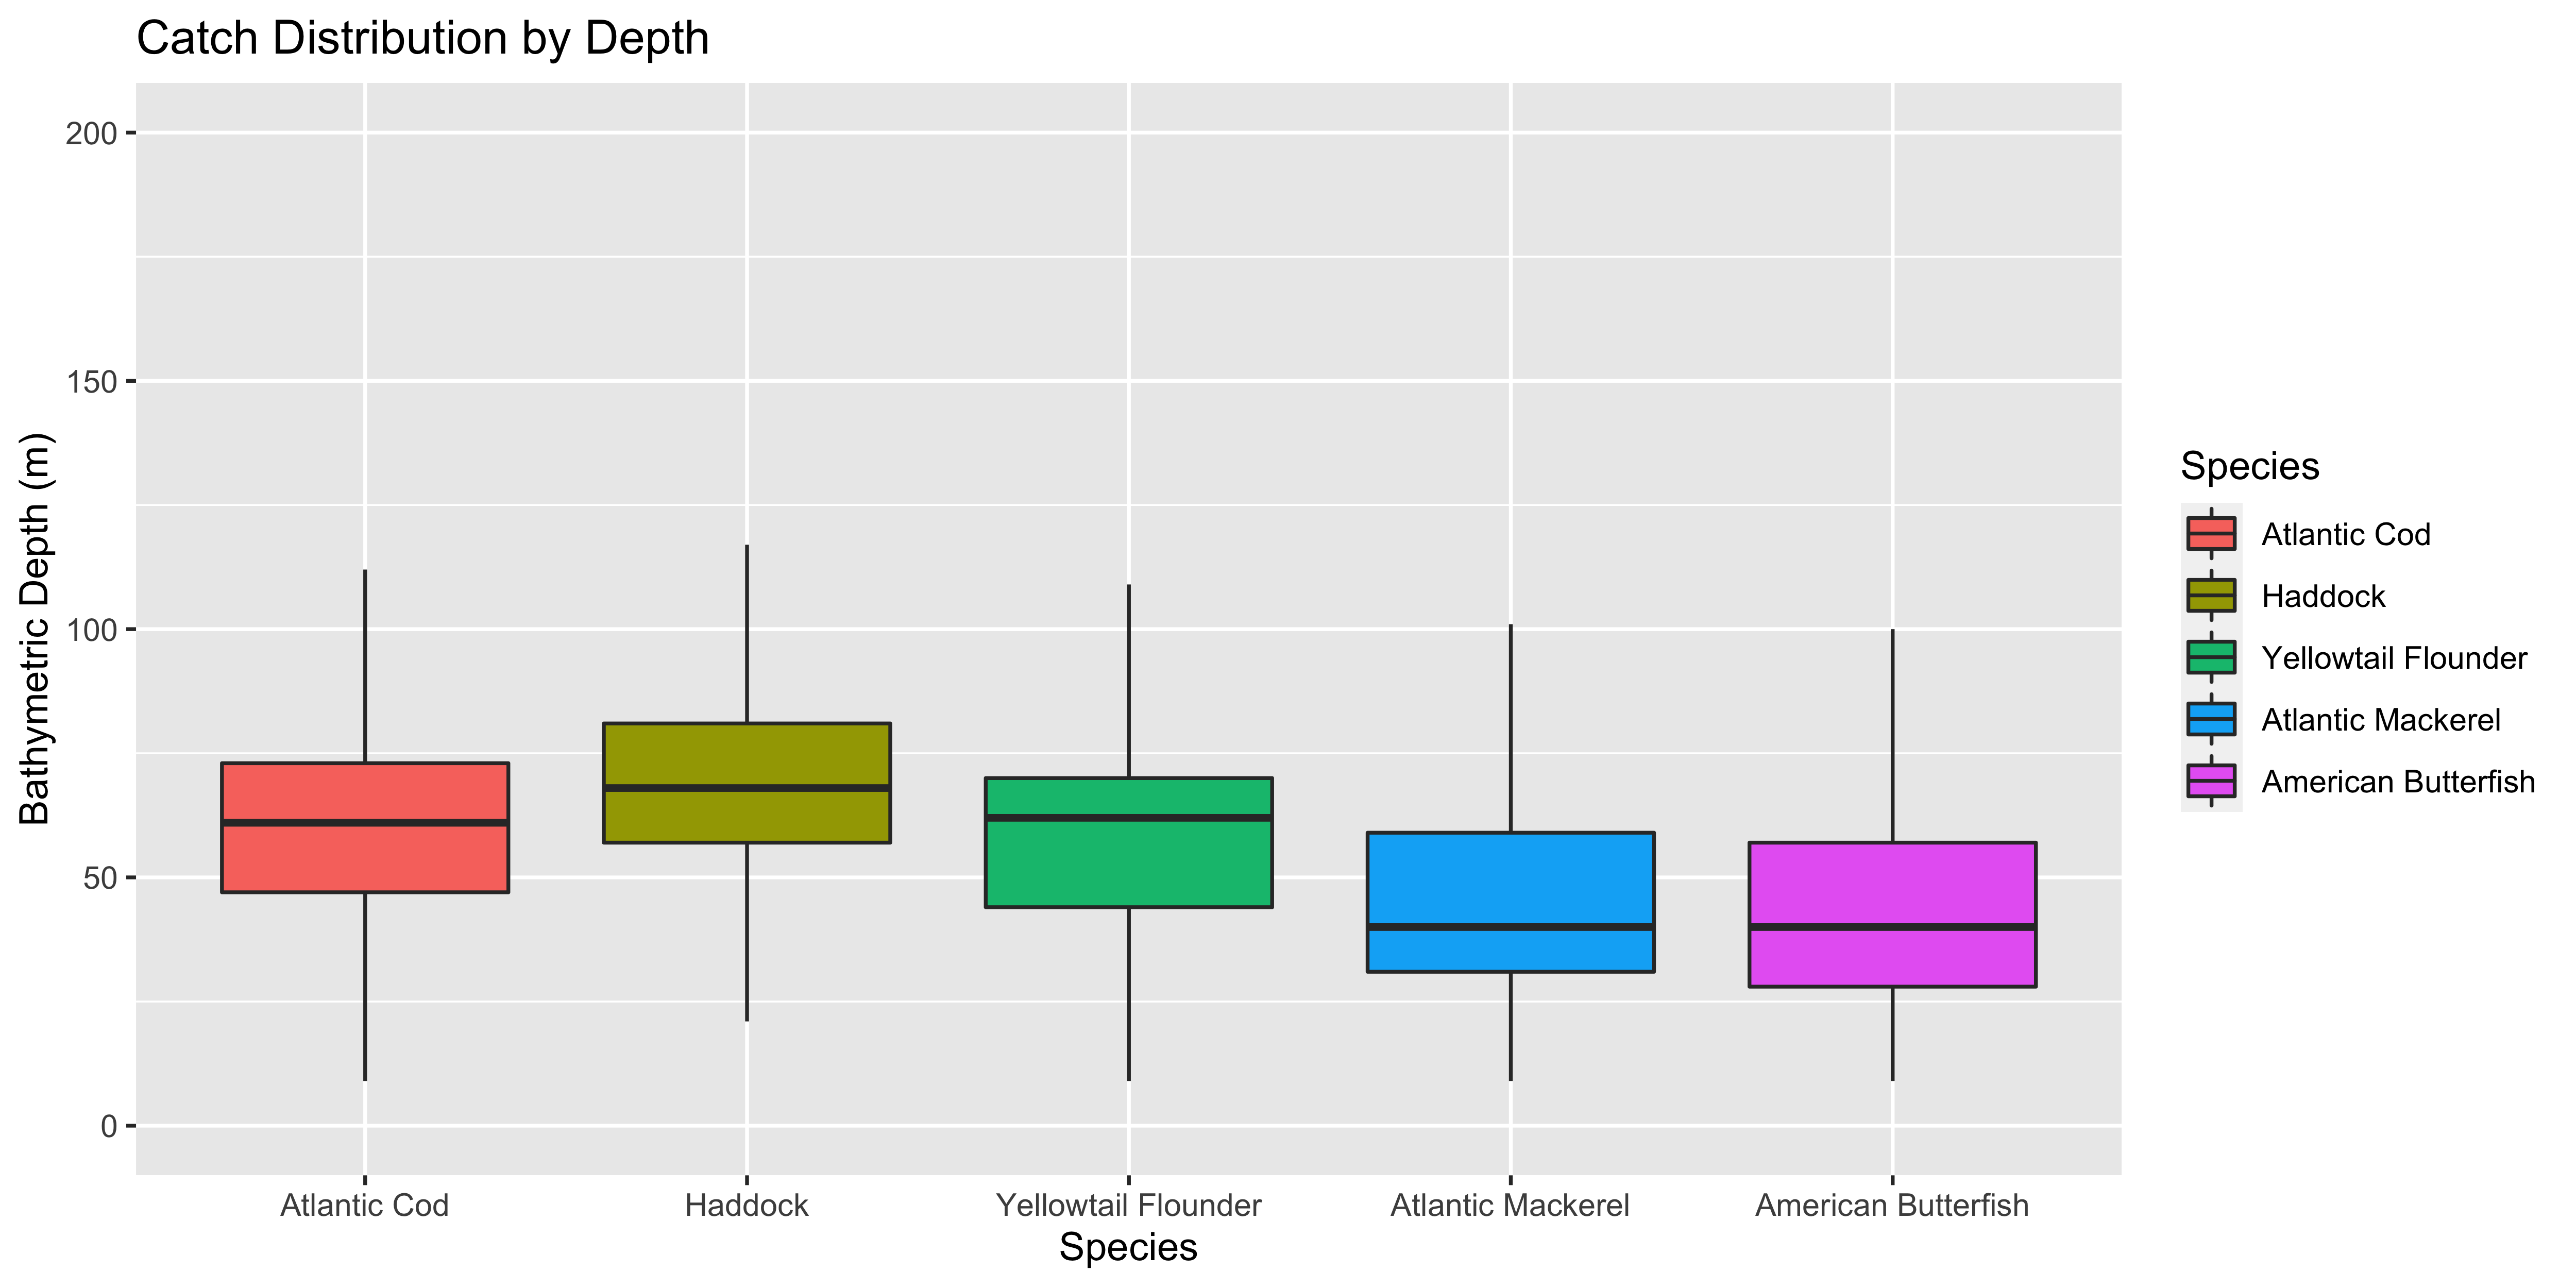 Catch Distribution by Depth
Bathymetric Depth (m)
200
150
100
50
0
Atlantic Cod
Haddock
Yellowtail Flounder
Atlantic Mackerel
American Butterfish
Species
Species
Atlantic Cod
Haddock
Yellowtail Flounder
Atlantic Mackerel
American Butterfish